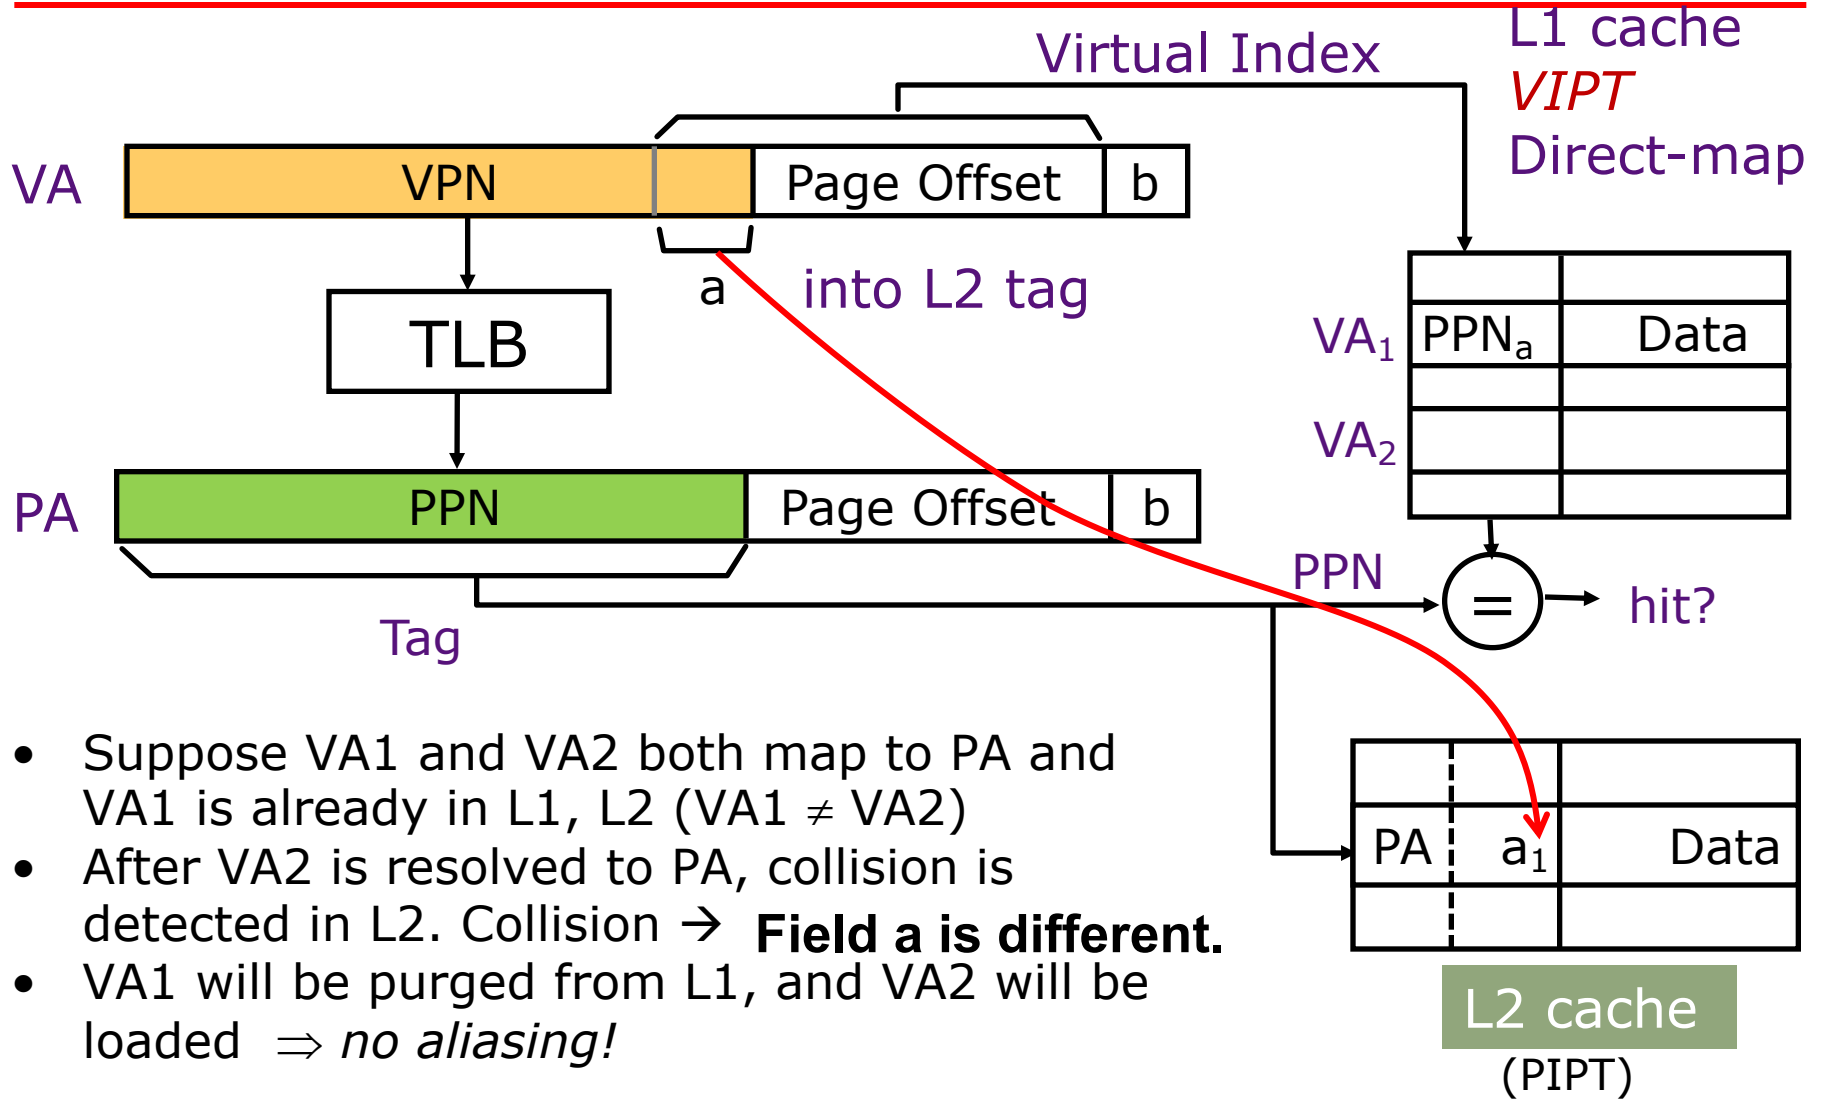 L1 cache
Virtual Index
VIPT
Direct-map
VA
VPN
Page Offset
b
a
into L2 tag
TLB
VA1
PPNa
Data
VA2
PA
PPN
Page Offset
b
PPN
=
hit?
Tag
• Suppose VA1 and VA2 both map to PA and
VA1 is already in L1, L2 (VA1 ≠ VA2)
• After VA2 is resolved to PA, collision is
detected in L2. Collision → Field a is different.
• VA1 will be purged from L1, and VA2 will be
loaded ⇒ no aliasing!
PA
a1
Data
L2 cache
(PIPT)